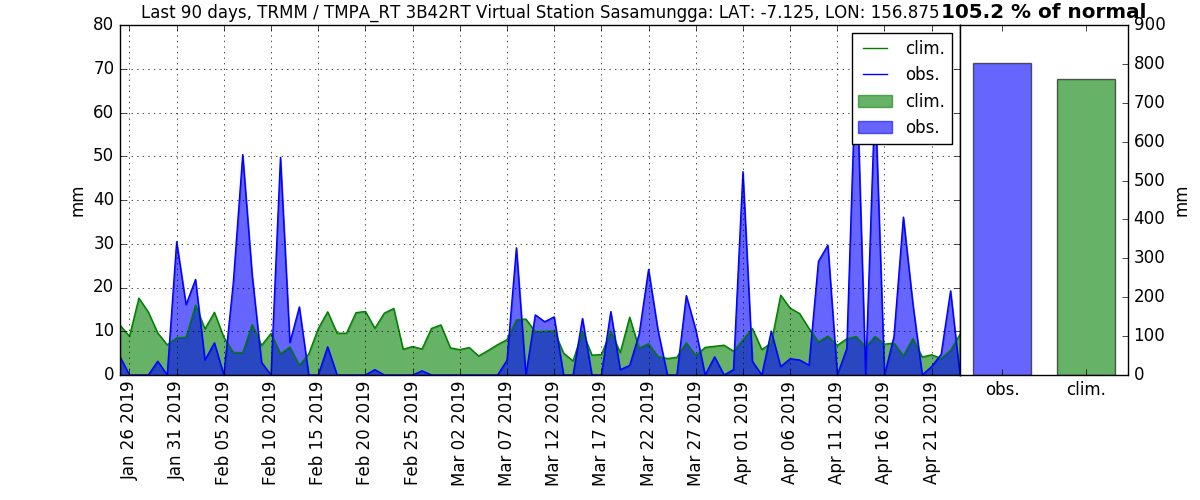 Last 90 days, TRMM / TMPA_RT 3B42RT Virtual Station Sasamungga: LAT: -7.125, LON: 156.875
105.2 % of normal
80
70
60
50
40
30
20
10
0
mm
clim.
obs.
clim.
obs.
900
800
700
600
500
400
300
200
100
0
mm
obs.
clim.
Jan 26 2019
Jan 31 2019
Feb 05 2019
Feb 10 2019
Feb 15 2019
Feb 20 2019
Feb 25 2019
Mar 02 2019
Mar 07 2019
Mar 12 2019
Mar 17 2019
Mar 22 2019
Mar 27 2019
Apr 01 2019
Apr 06 2019
Apr 11 2019
Apr 16 2019
Apr 21 2019